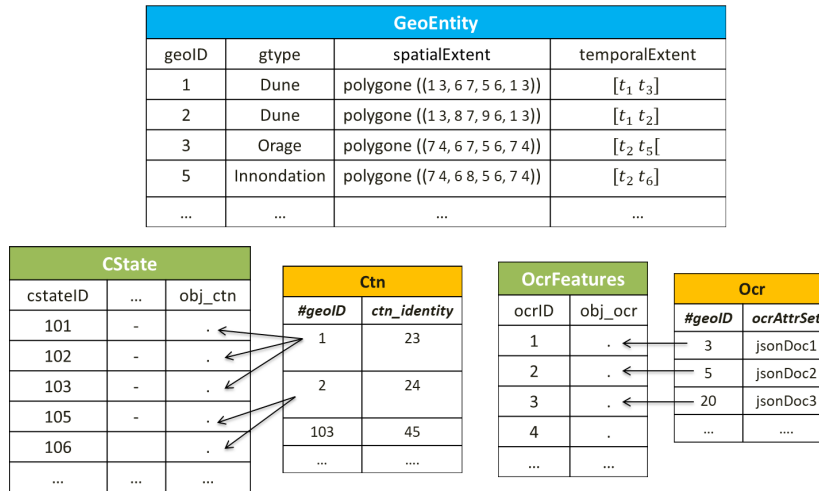 GeoEntity
geoID gtype spatialExtent temporalExtent
1 Dune polygone ((1 3, 6 7, 5 6, 1 3)) [t₁ t₃]
2 Dune polygone ((1 3, 8 7, 9 6, 1 3)) [t₁ t₂]
3 Orage polygone ((7 4, 6 7, 5 6, 7 4)) [t₂ t₅[
5 Innondation polygone ((7 4, 6 8, 5 6, 7 4)) [t₂ t₆]
... ... ... ...
CState
cstateID ... obj_ctn
101 - .
102 - .
103 - .
105 - .
106 .
... ... ...
Ctn
#geoID ctn_identity
1 23
2 24
103 45
... ....
OcrFeatures
ocrID obj_ocr
1 .
2 .
3 .
4 .
... ...
Ocr
#geoID ocrAttrSet
3 jsonDoc1
5 jsonDoc2
20 jsonDoc3
... ....